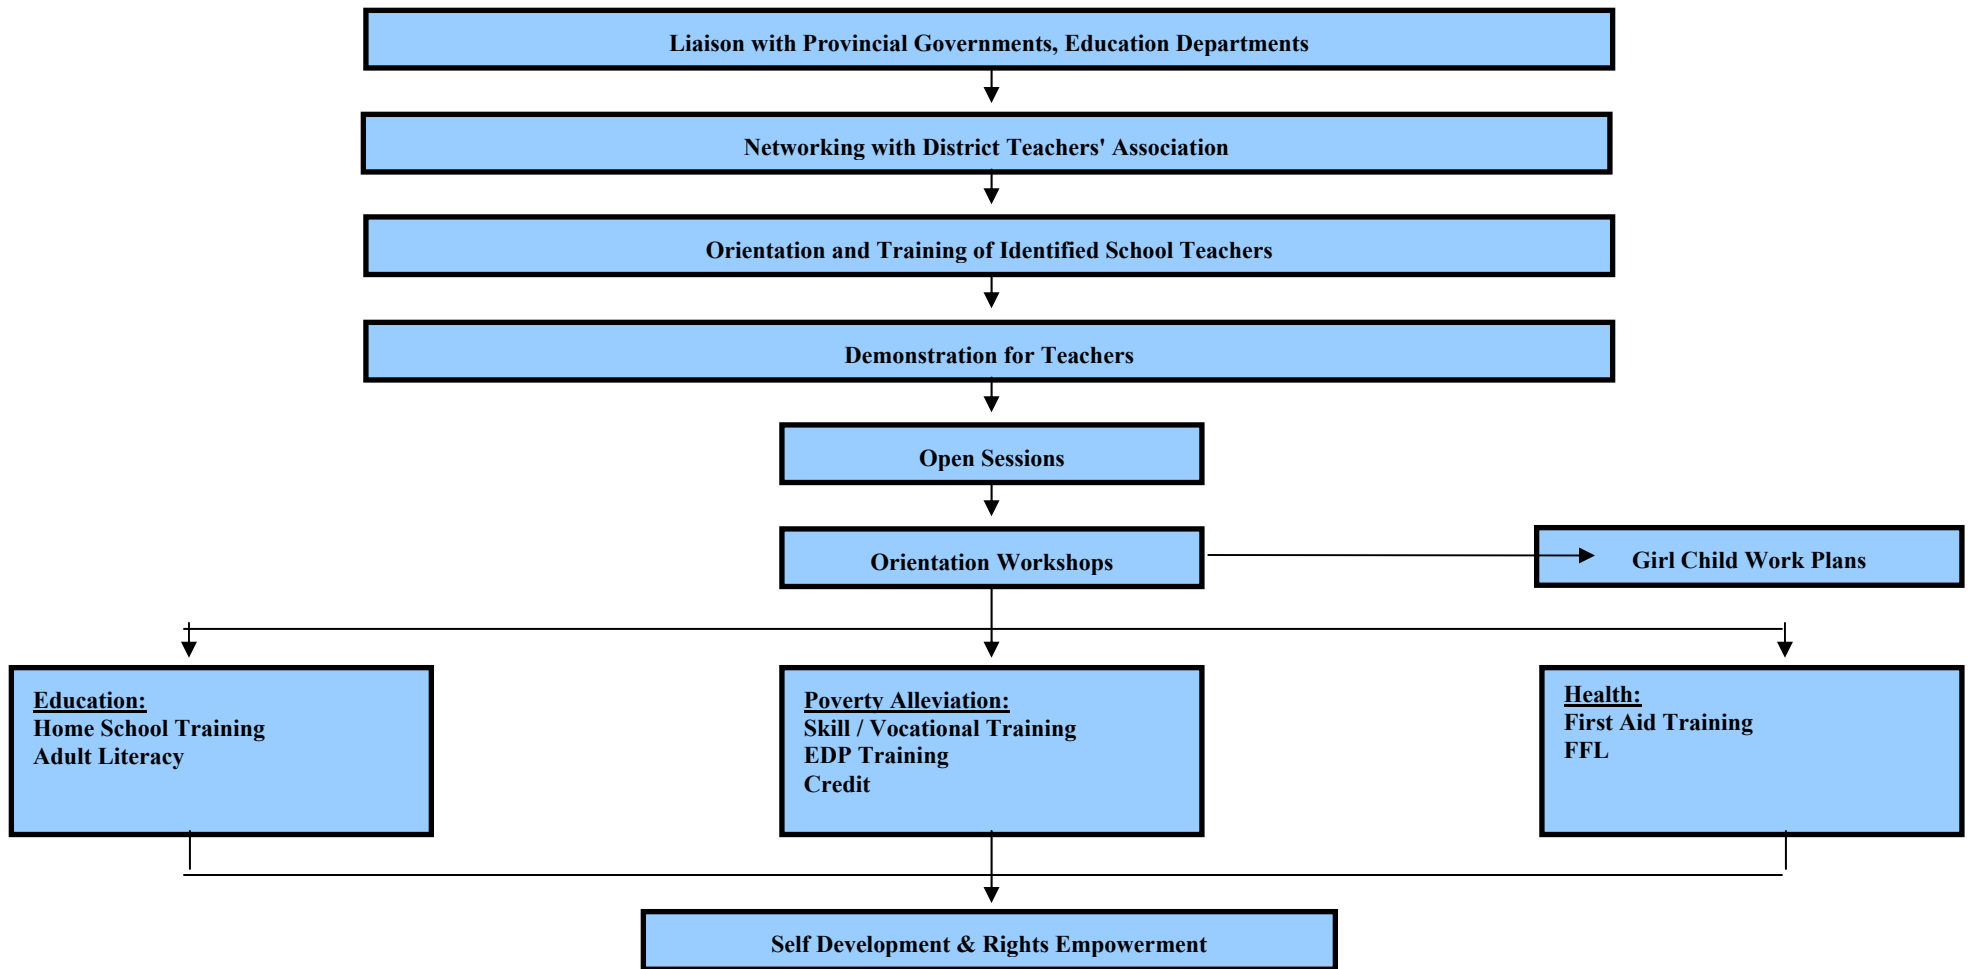 Liaison with Provincial Governments, Education Departments
Networking with District Teachers' Association
Orientation and Training of Identified School Teachers
Demonstration for Teachers
Open Sessions
Orientation Workshops
Girl Child Work Plans
Education:
Home School Training
Adult Literacy
Poverty Alleviation:
Skill / Vocational Training
EDP Training
Credit
Health:
First Aid Training
FFL
Self Development & Rights Empowerment